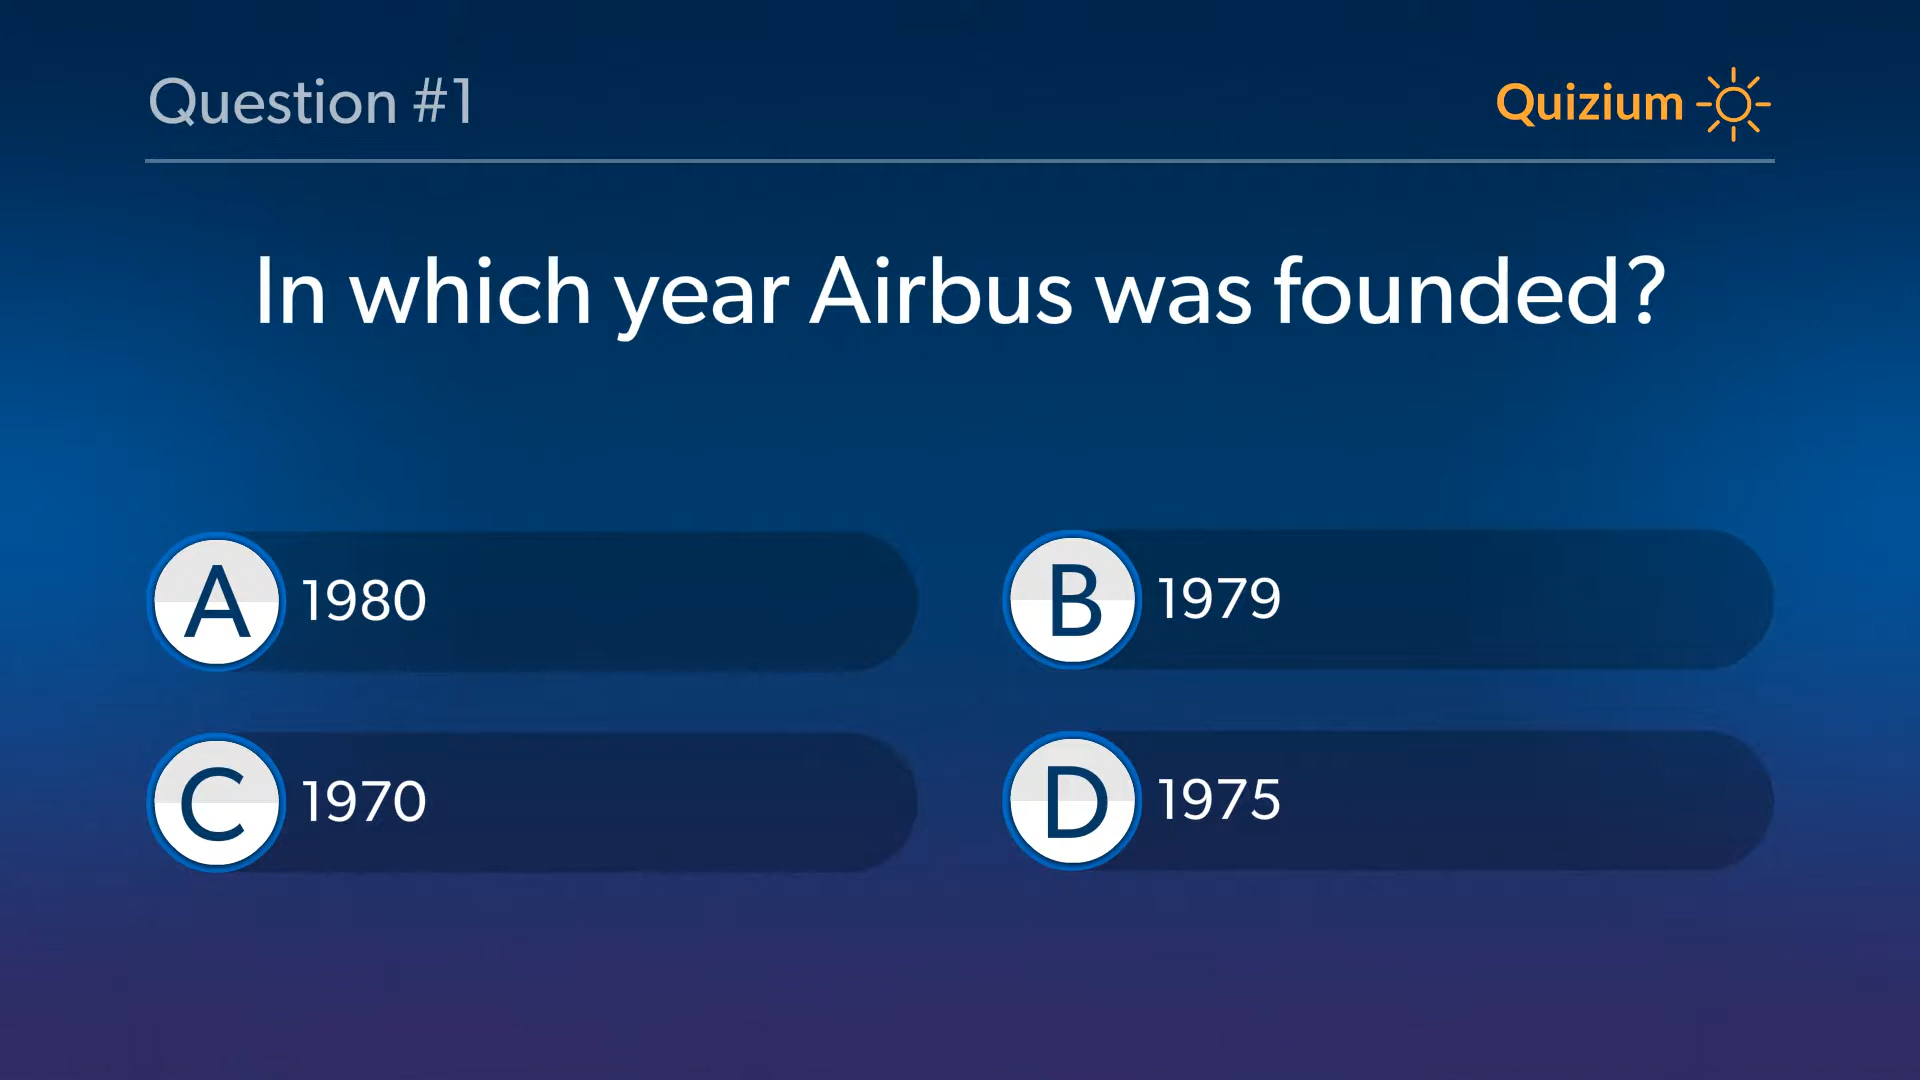 Question #1
Quizium
In which year Airbus was founded?
A 1980
B 1979
C 1970
D 1975